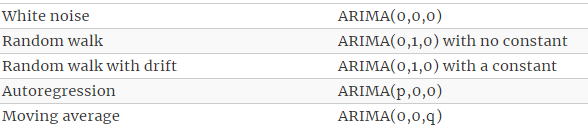 White noise ARIMA(0,0,0)
Random walk ARIMA(0,1,0) with no constant
Random walk with drift ARIMA(0,1,0) with a constant
Autoregression ARIMA(p,0,0)
Moving average ARIMA(0,0,q)